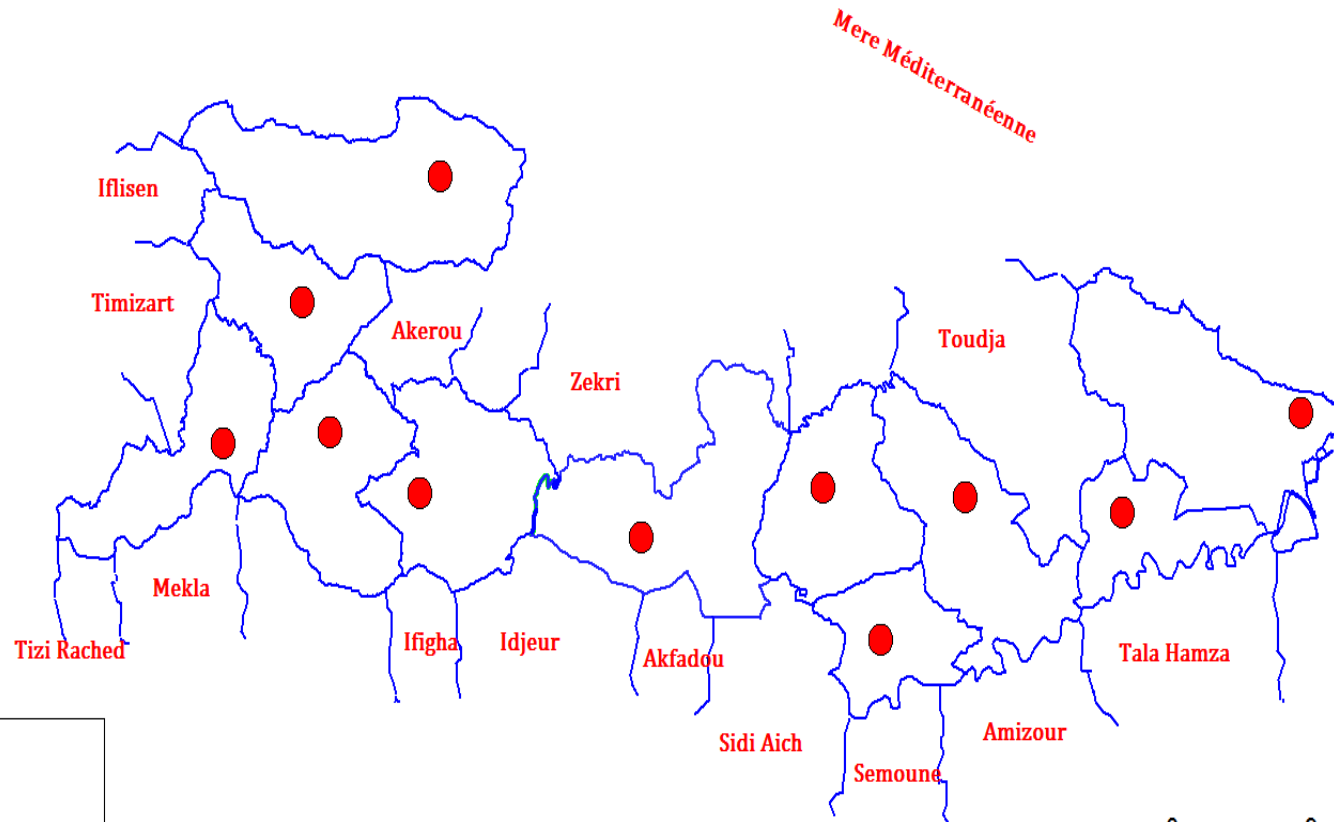 Mere Méditerranéenne
Iflisen
Timizart
Akerou
Toudja
Zekri
Mekla
Tizi Rached
Ifigha
Idjeur
Akfadou
Tala Hamza
Sidi Aich
Amizour
Semoune